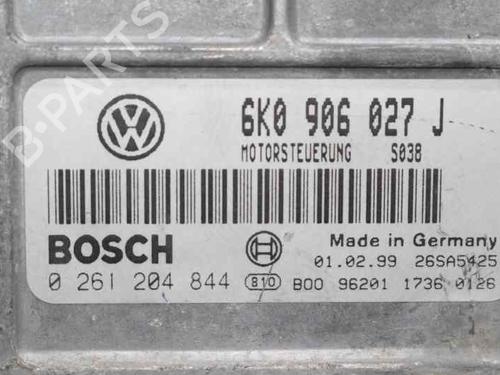 6K0 906 027 J
MOTORSTEUERUNG S038
BOSCH
Made in Germany
0 261 204 844 810 01.02.99 26SA5425
B00 96201 1736 0126